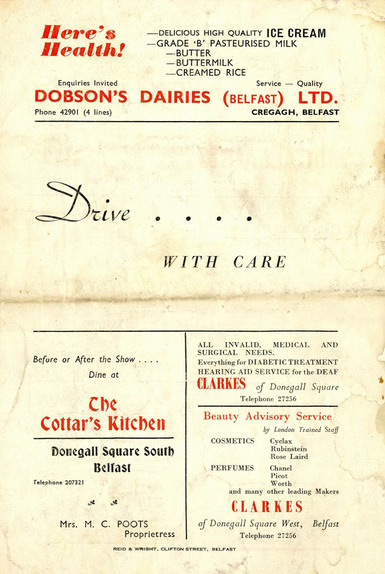 Here's
Health!
—DELICIOUS HIGH QUALITY ICE CREAM
—GRADE 'B' PASTEURISED MILK
—BUTTER
—BUTTERMILK
—CREAMED RICE
Enquiries Invited
Service — Quality
DOBSON'S DAIRIES (BELFAST) LTD.
Phone 42901 (4 lines)
CREGAGH, BELFAST
Drive . . . .
WITH CARE
Before or After the Show . . . .
Dine at
The
Cottar's Kitchen
Donegall Square South
Belfast
Telephone 207321
Mrs. M. C. POOTS
Proprietress
ALL INVALID, MEDICAL AND
SURGICAL NEEDS.
Everything for DIABETIC TREATMENT
HEARING AID SERVICE for the DEAF
CLARKES of Donegall Square
Telephone 27256
Beauty Advisory Service
by London Trained Staff
COSMETICS Cyclax
Rubinstein
Rose Laird
PERFUMES Chanel
Picot
Worth
and many other leading Makers
CLARKES
of Donegall Square West, Belfast
Telephone 27256
REID & WRIGHT, CLIFTON STREET, BELFAST